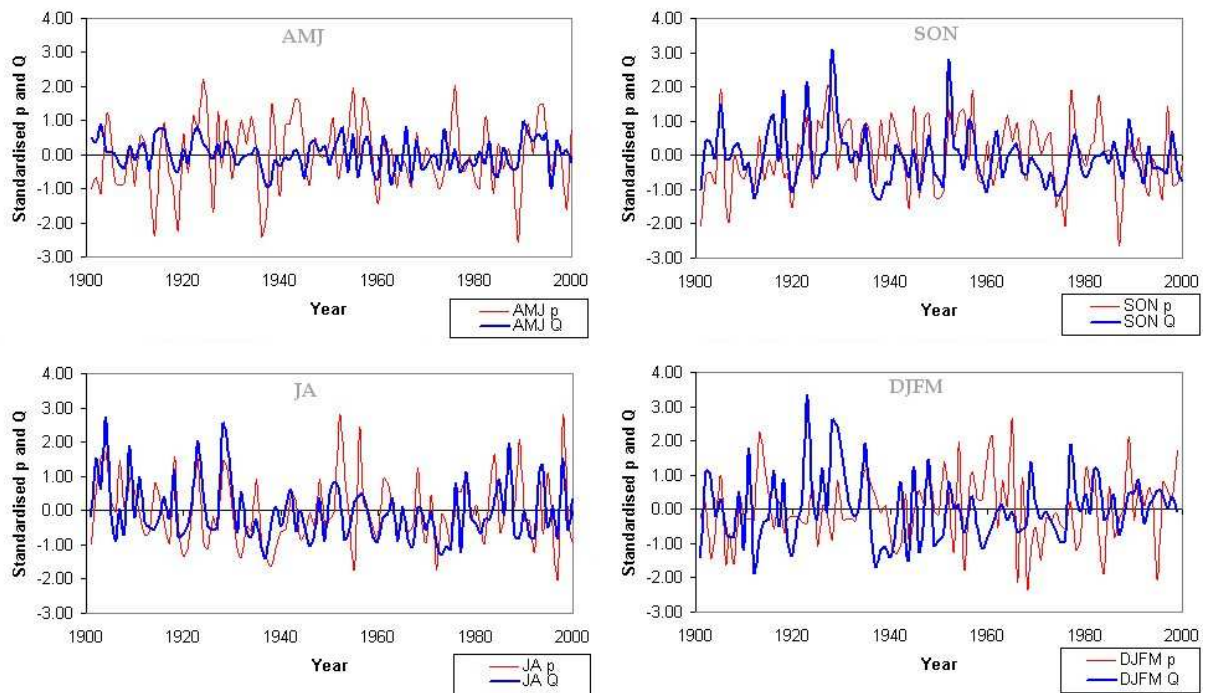 AMJ
Standardised p and Q
4.00
3.00
2.00
1.00
0.00
-1.00
-2.00
-3.00
1900 1920 1940 1960 1980 2000
Year
AMJ p
AMJ Q
SON
Standardised p and Q
4.00
3.00
2.00
1.00
0.00
-1.00
-2.00
-3.00
1900 1920 1940 1960 1980 2000
Year
SON p
SON Q
JA
Standardised p and Q
4.00
3.00
2.00
1.00
0.00
-1.00
-2.00
-3.00
1900 1920 1940 1960 1980 2000
Year
JA p
JA Q
DJFM
Standardised p and Q
4.00
3.00
2.00
1.00
0.00
-1.00
-2.00
-3.00
1900 1920 1940 1960 1980 2000
Year
DJFM p
DJFM Q